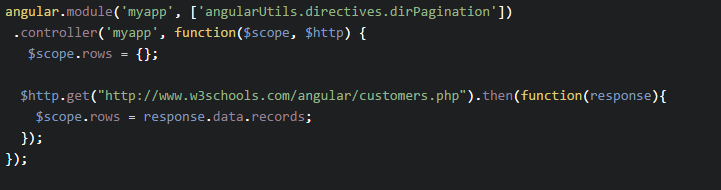 angular.module('myapp', ['angularUtils.directives.dirPagination'])
.controller('myapp', function($scope, $http) {
$scope.rows = {};
$http.get("http://www.w3schools.com/angular/customers.php").then(function(response){
$scope.rows = response.data.records;
});
});